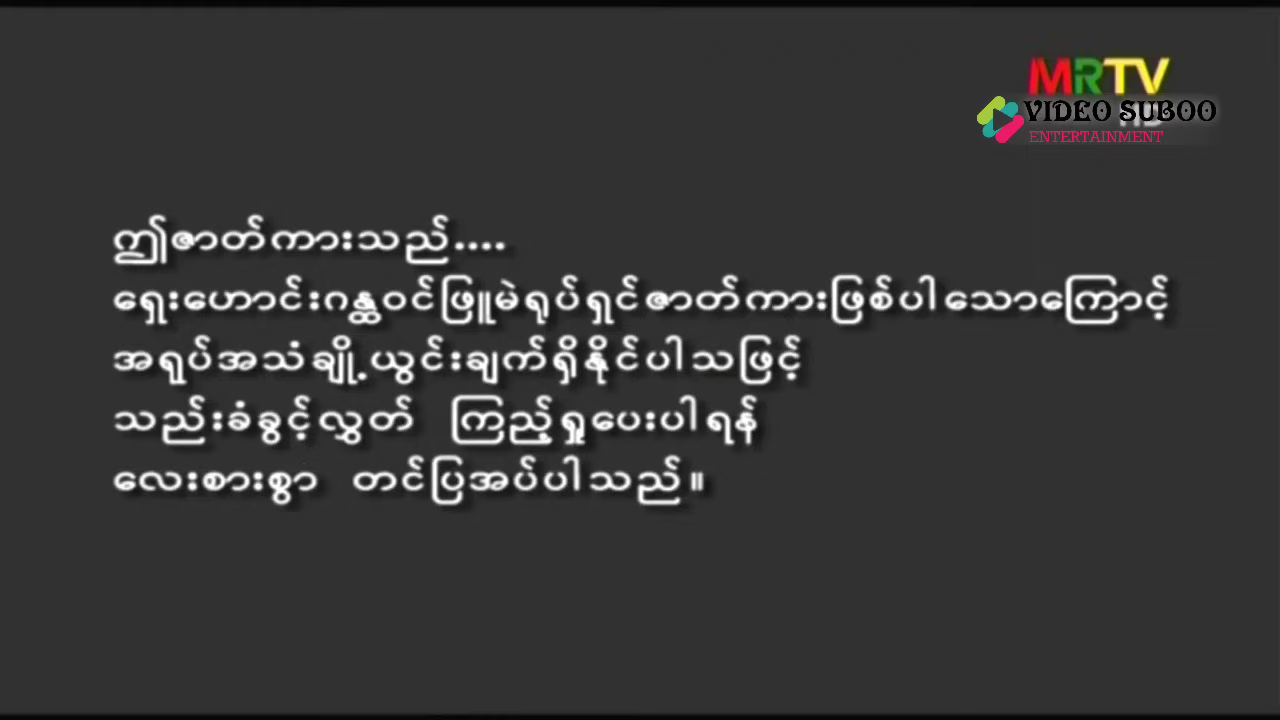 MRTV
VIDEO SUBOO
HD
ENTERTAINMENT
ဤဇာတ်ကားသည်....
ရှေးဟောင်းဂန္ထဝင်ဖြူမဲရုပ်ရှင်ဇာတ်ကားဖြစ်ပါသောကြောင့်
အရုပ်အသံချို့ယွင်းချက်ရှိနိုင်ပါသဖြင့်
သည်းခံခွင့်လွှတ် ကြည့်ရှုပေးပါရန်
လေးစားစွာ တင်ပြအပ်ပါသည်။